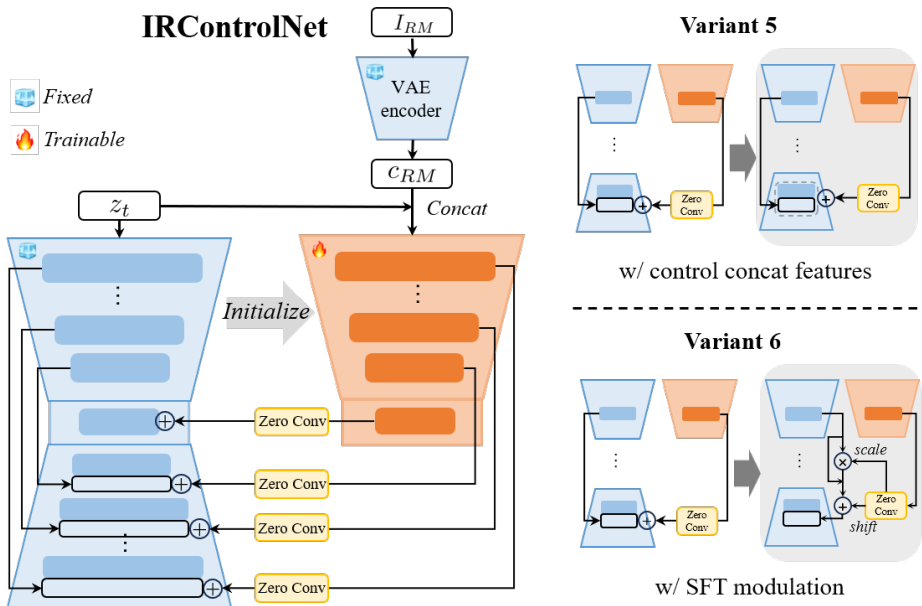 IRControlNet
I_RM
Fixed
Trainable
VAE
encoder
c_RM
z_t
Concat
Initialize
Zero Conv
Zero Conv
Zero Conv
Zero Conv
Variant 5
Zero
Conv
Zero
Conv
w/ control concat features
Variant 6
scale
Zero
Conv
Zero
Conv
shift
w/ SFT modulation